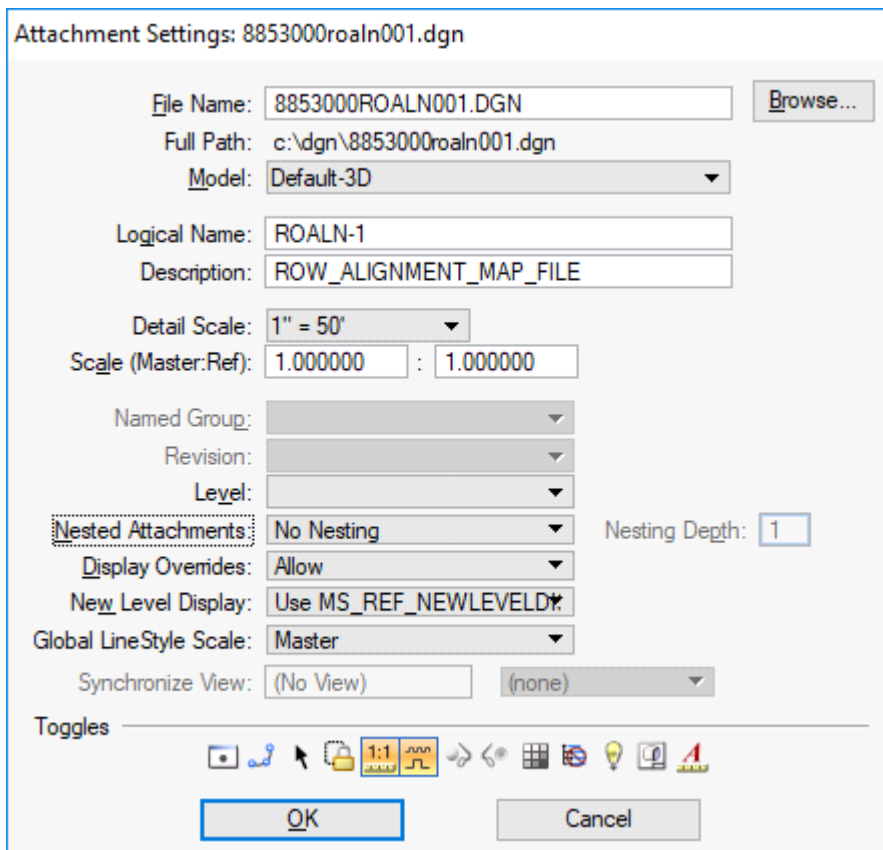 Attachment Settings: 8853000roaln001.dgn
File Name: 8853000ROALN001.DGN Browse...
Full Path: c:\dgn\8853000roaln001.dgn
Model: Default-3D
Logical Name: ROALN-1
Description: ROW_ALIGNMENT_MAP_FILE
Detail Scale: 1" = 50'
Scale (Master:Ref): 1.000000 : 1.000000
Named Group:
Revision:
Level:
Nested Attachments: No Nesting Nesting Depth: 1
Display Overrides: Allow
New Level Display: Use MS_REF_NEWLEVELDI
Global LineStyle Scale: Master
Synchronize View: (No View) (none)
Toggles
1:1 A
OK Cancel